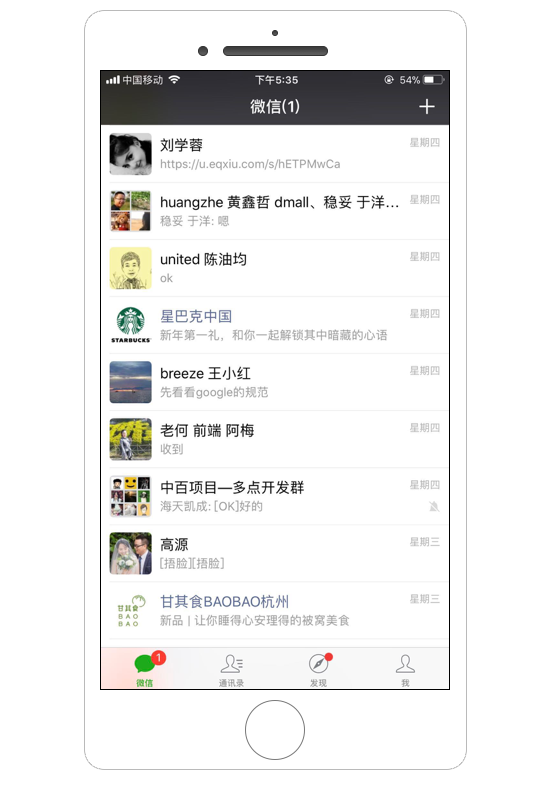 中国移动
下午5:35
54%
微信(1)
刘学蓉
星期四
https://u.eqxiu.com/s/hETPMwCa
huangzhe 黄鑫哲 dmall、稳妥 于洋...
星期四
稳妥 于洋: 嗯
united 陈油均
星期四
ok
STARBUCKS
星巴克中国
星期四
新年第一礼，和你一起解锁其中暗藏的心语
breeze 王小红
星期四
先看看google的规范
老何 前端 阿梅
星期四
收到
中百项目—多点开发群
星期四
海天凯成: [OK]好的
高源
星期三
[捂脸][捂脸]
甘其食
BAO
BAO
甘其食BAOBAO杭州
星期三
新品 | 让你睡得心安理得的被窝美食
1
微信
通讯录
发现
我